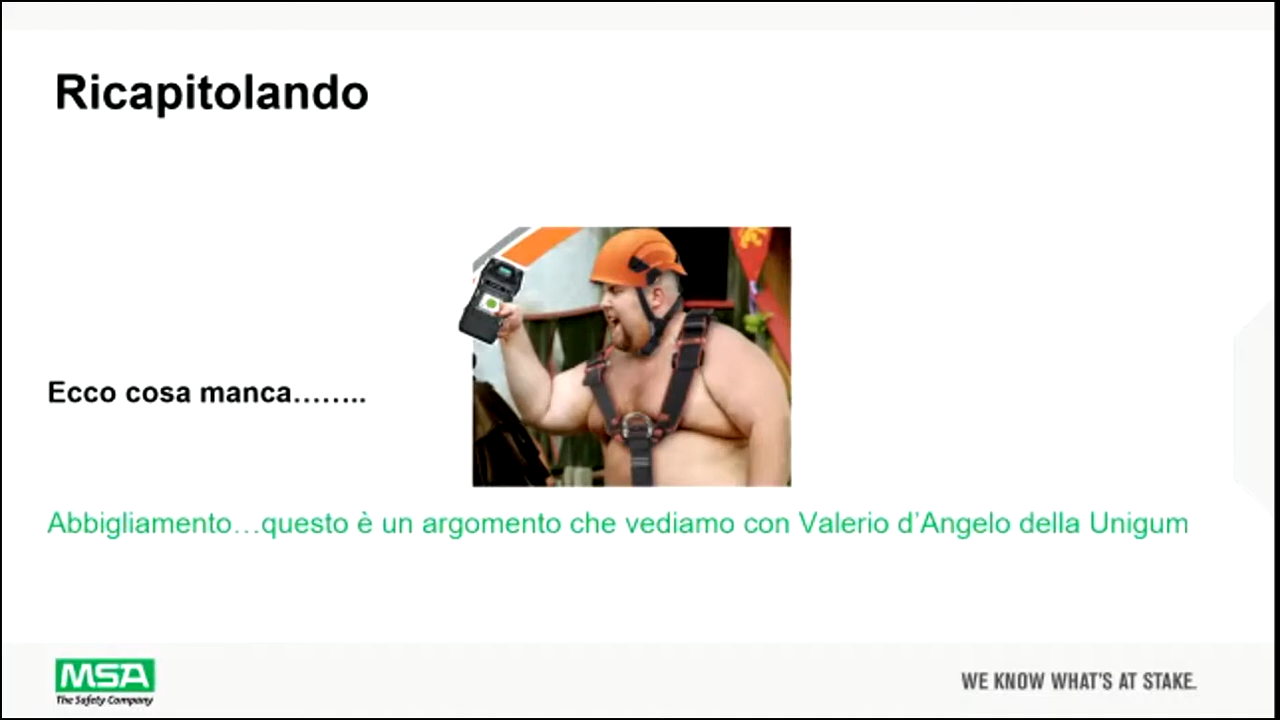 Ricapitolando
Ecco cosa manca……..
Abbigliamento…questo è un argomento che vediamo con Valerio d’Angelo della Unigum
MSA
The Safety Company
WE KNOW WHAT'S AT STAKE.